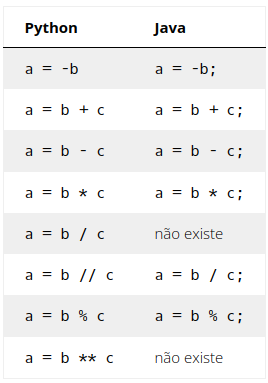 Python Java
a = -b a = -b;
a = b + c a = b + c;
a = b - c a = b - c;
a = b * c a = b * c;
a = b / c não existe
a = b // c a = b / c;
a = b % c a = b % c;
a = b ** c não existe